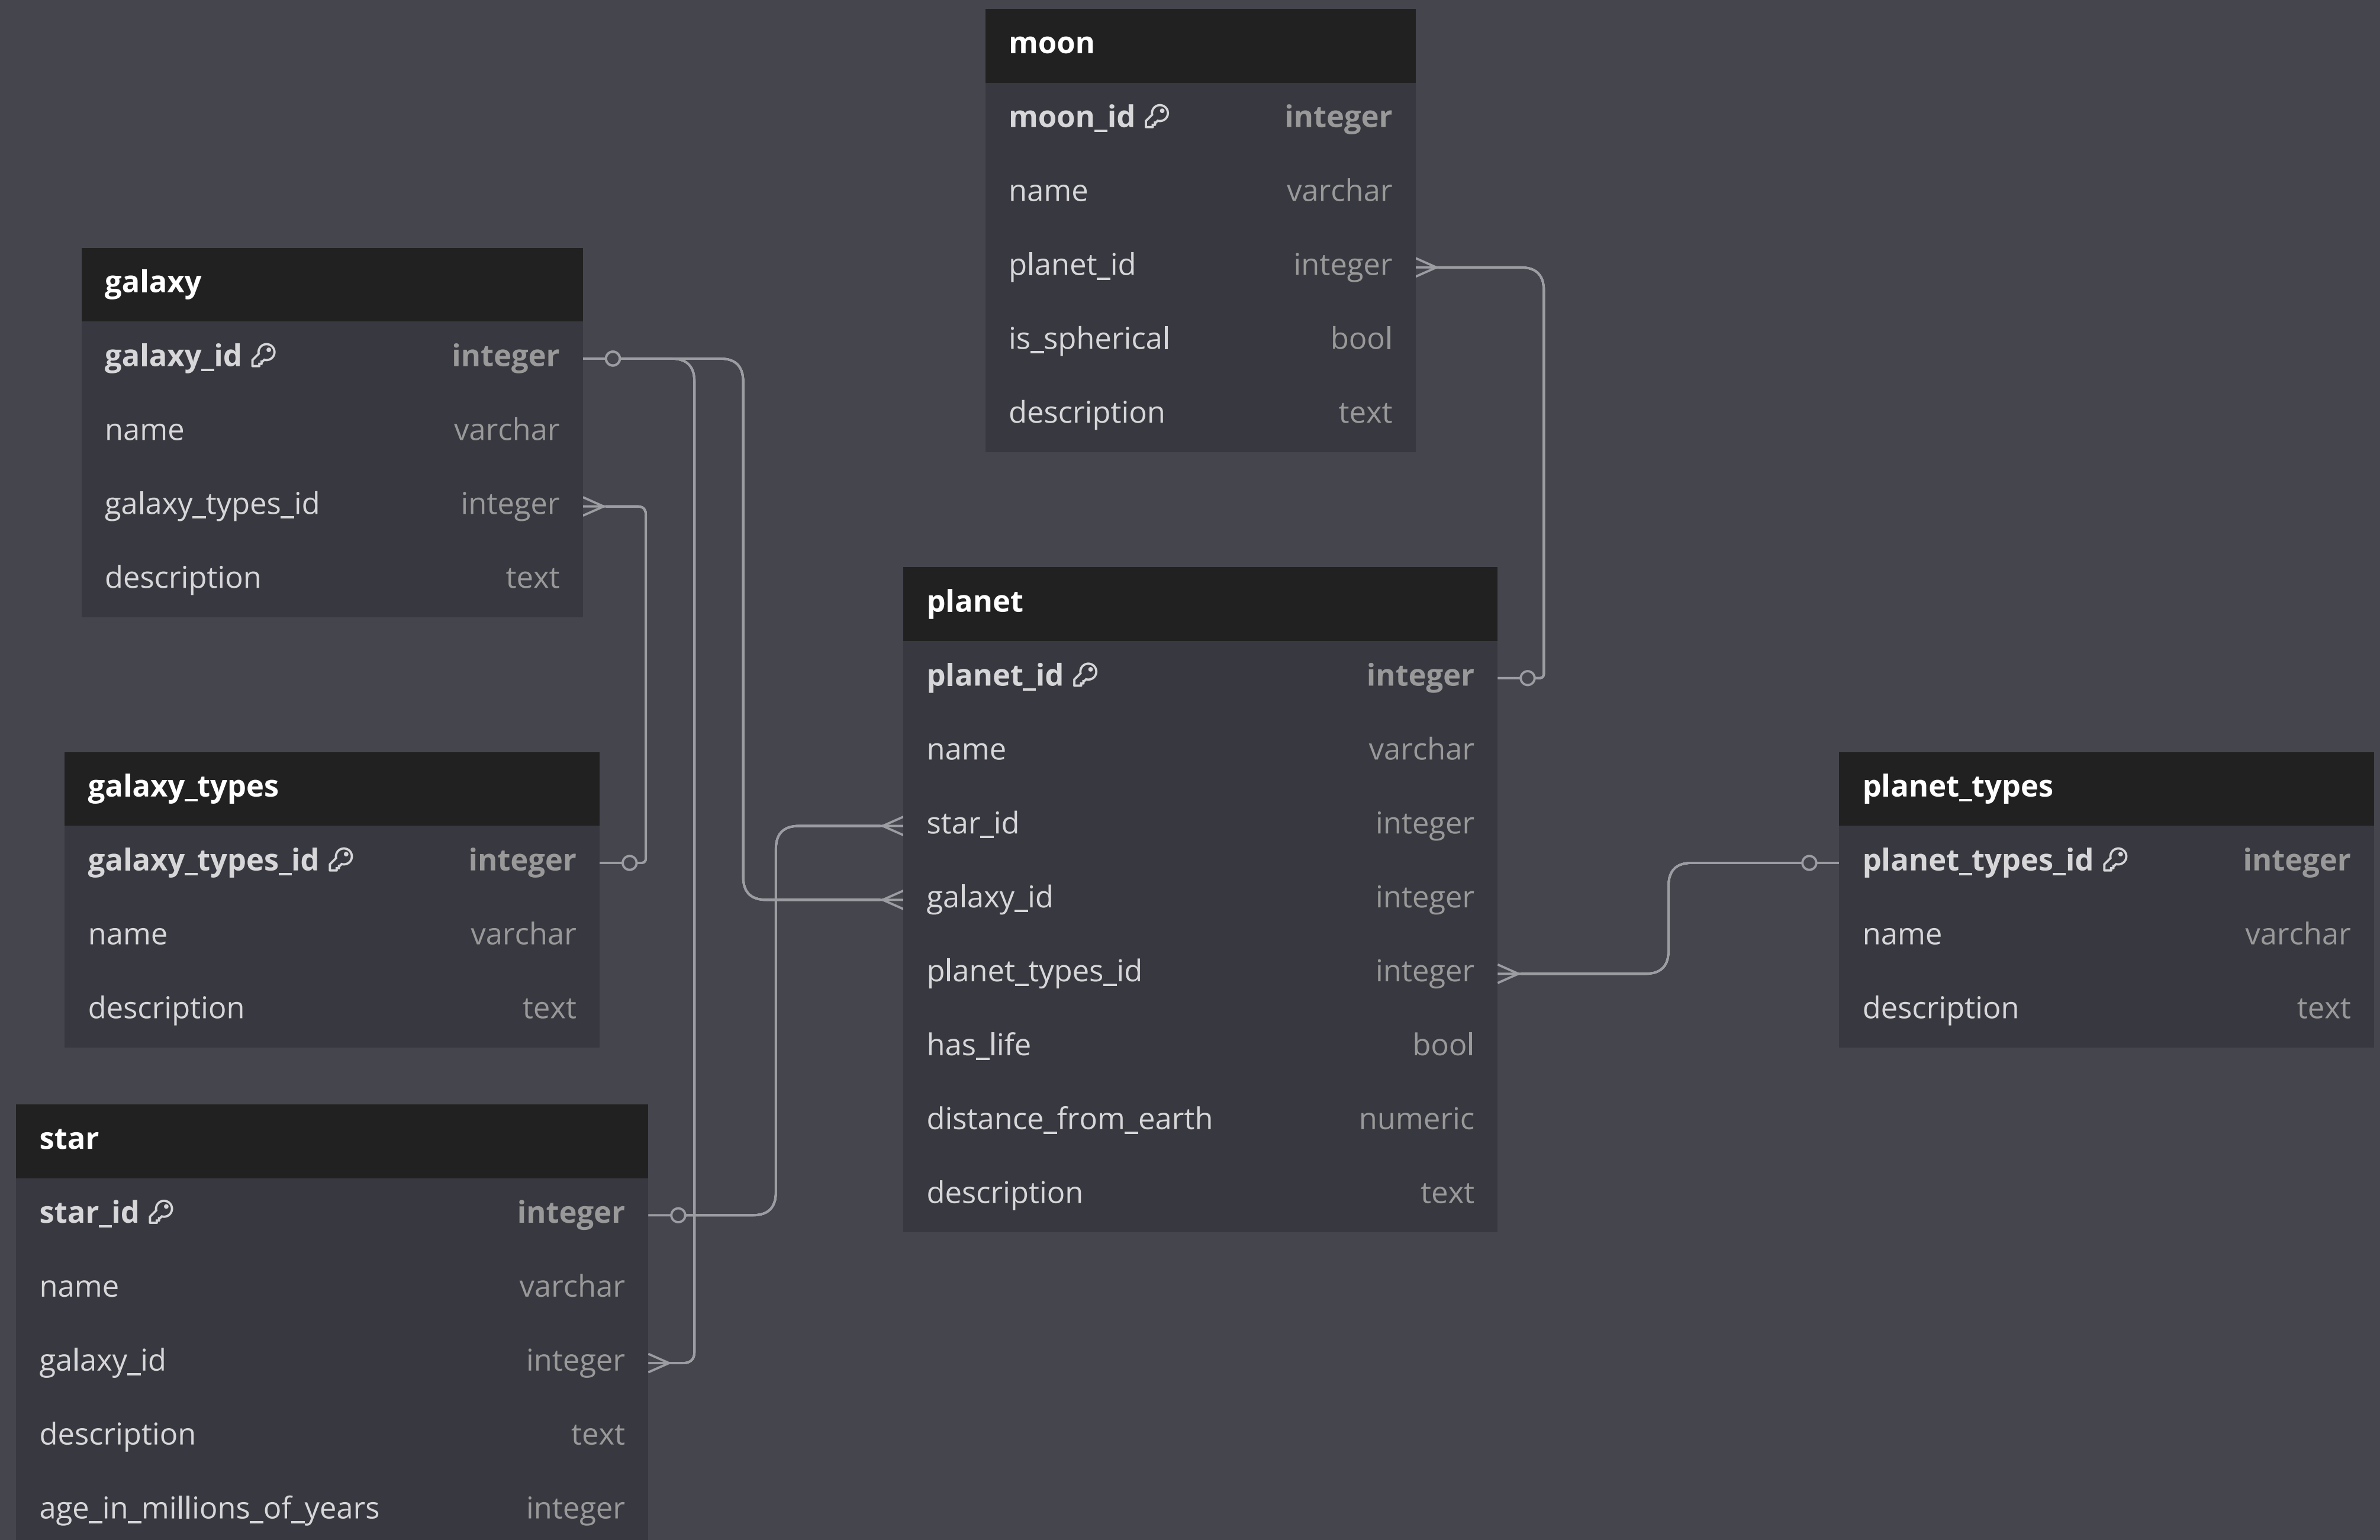 moon
moon_id integer
name varchar
planet_id integer
is_spherical bool
description text
galaxy
galaxy_id integer
name varchar
galaxy_types_id integer
description text
planet
planet_id integer
name varchar
star_id integer
galaxy_id integer
planet_types_id integer
has_life bool
distance_from_earth numeric
description text
galaxy_types
galaxy_types_id integer
name varchar
description text
planet_types
planet_types_id integer
name varchar
description text
star
star_id integer
name varchar
galaxy_id integer
description text
age_in_millions_of_years integer